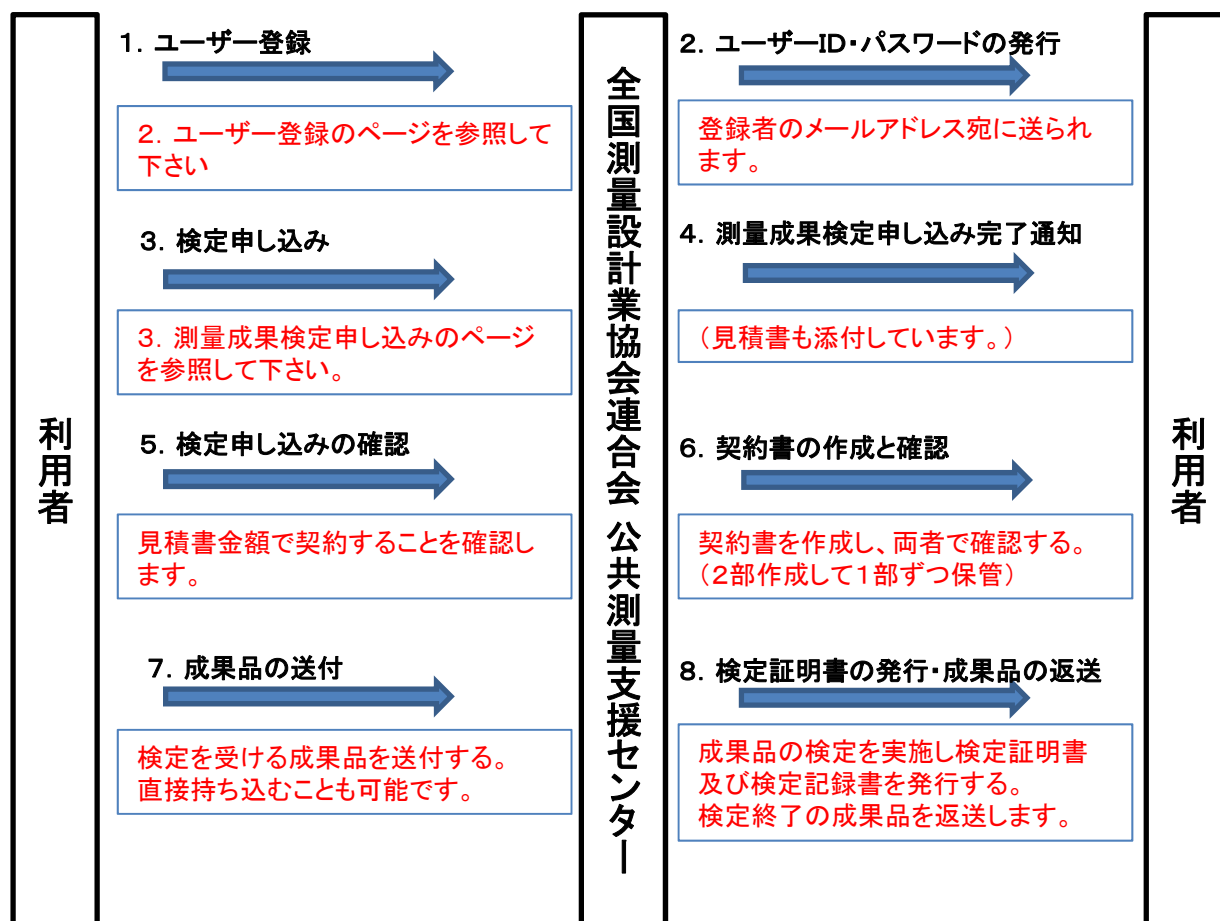 利用者
1．ユーザー登録
2．ユーザー登録のページを参照して
下さい
3．検定申し込み
3．測量成果検定申し込みのページ
を参照して下さい。
5．検定申し込みの確認
見積書金額で契約することを確認し
ます。
7．成果品の送付
検定を受ける成果品を送付する。
直接持ち込むことも可能です。
全国測量設計業協会連合会 公共測量支援センター
2．ユーザーID・パスワードの発行
登録者のメールアドレス宛に送られ
ます。
4．測量成果検定申し込み完了通知
（見積書も添付しています。）
6．契約書の作成と確認
契約書を作成し、両者で確認する。
（2部作成して1部ずつ保管）
8．検定証明書の発行・成果品の返送
成果品の検定を実施し検定証明書
及び検定記録書を発行する。
検定終了の成果品を返送します。
利用者